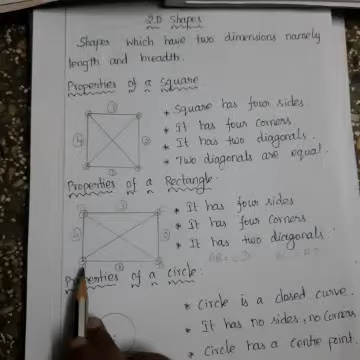 2D Shapes
Shapes which have two dimensions namely
length and breadth.
Properties of a square
* Square has four sides.
* It has four corners.
* It has two diagonals.
* Two diagonals are equal.
Properties of a Rectangle
* It has four sides
* It has four corners
* It has two diagonals
Properties of a circle:
* Circle is a closed curve.
* It has no sides, no corners
* Circle has a centre point.